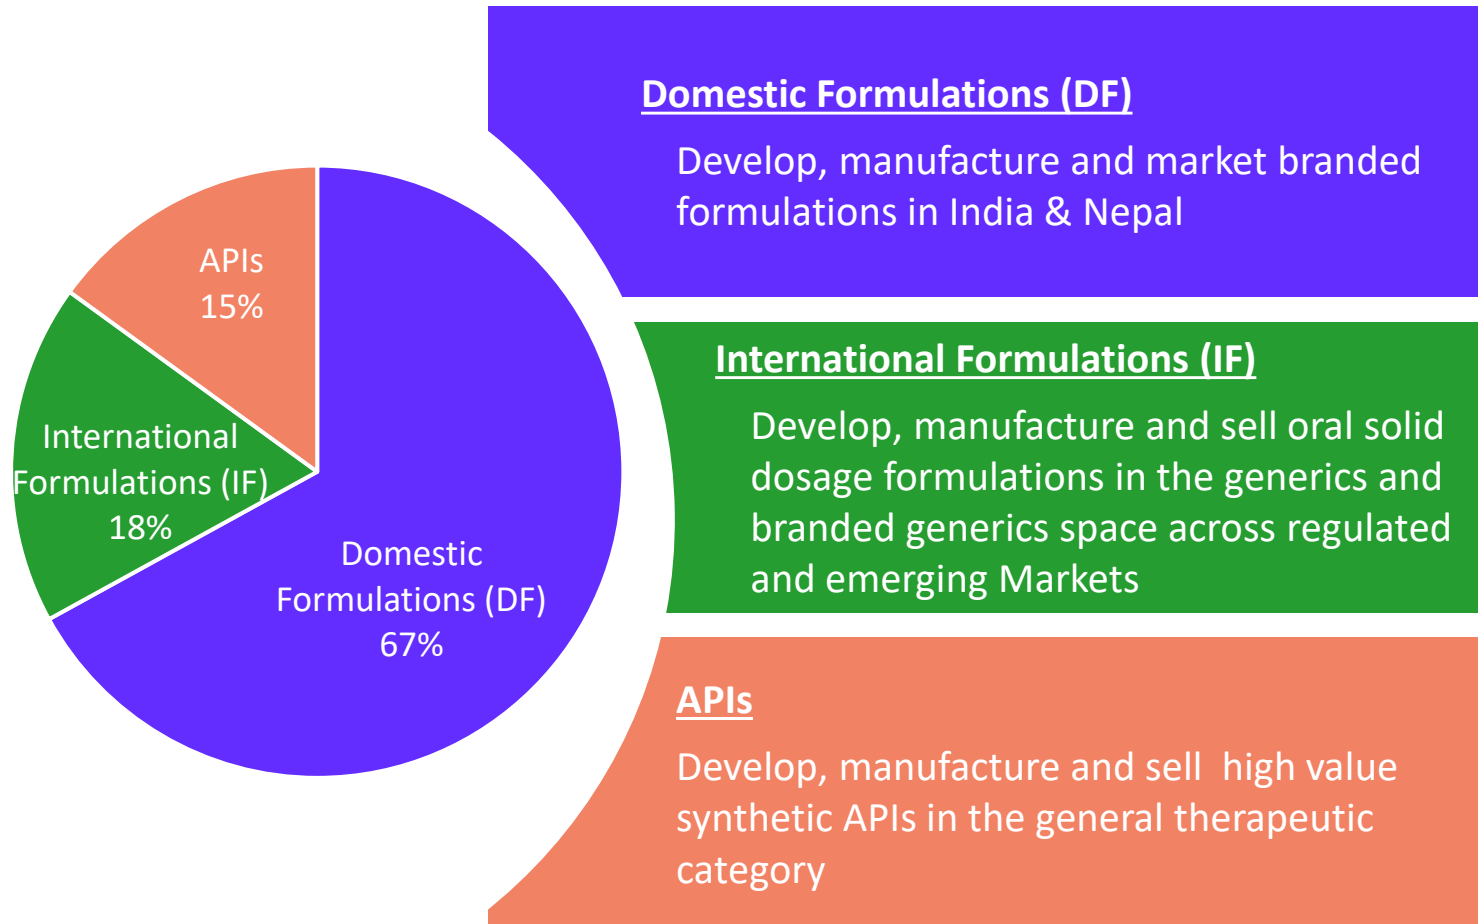 APIs
15%
International
Formulations (IF)
18%
Domestic
Formulations (DF)
67%
Domestic Formulations (DF)
Develop, manufacture and market branded
formulations in India & Nepal
International Formulations (IF)
Develop, manufacture and sell oral solid
dosage formulations in the generics and
branded generics space across regulated
and emerging Markets
APIs
Develop, manufacture and sell  high value
synthetic APIs in the general therapeutic
category